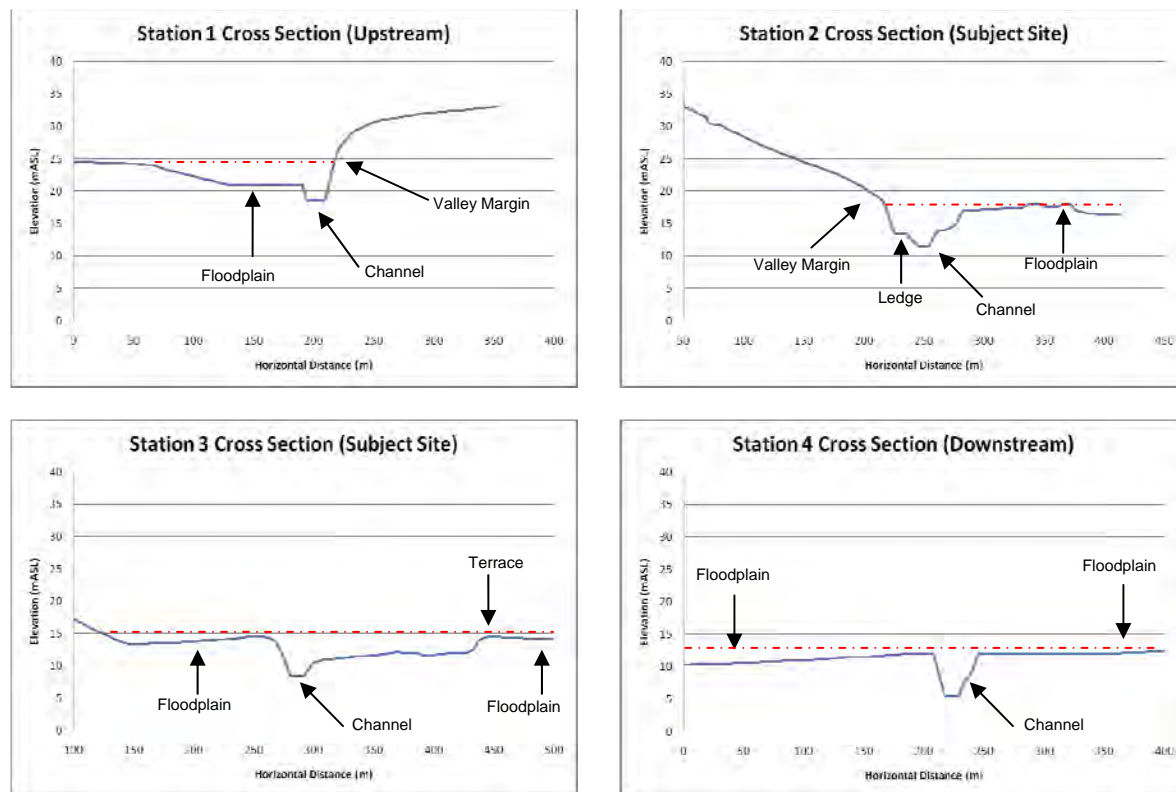 Station 1 Cross Section (Upstream)
40
35
30
25
20
15
10
5
0
Elevation (mASL)
Valley Margin
Floodplain
Channel
0 50 100 150 200 250 300 350 400
Horizontal Distance (m)
Station 2 Cross Section (Subject Site)
40
35
30
25
20
15
10
5
0
Elevation (mASL)
Valley Margin
Floodplain
Ledge
Channel
50 100 150 200 250 300 350 400 450
Horizontal Distance (m)
Station 3 Cross Section (Subject Site)
40
35
30
25
20
15
10
5
0
Elevation (mASL)
Terrace
Floodplain
Floodplain
Channel
100 150 200 250 300 350 400 450 500
Horizontal Distance (m)
Station 4 Cross Section (Downstream)
40
35
30
25
20
15
10
5
0
Elevation (mASL)
Floodplain
Floodplain
Channel
0 50 100 150 200 250 300 350 400
Horizontal Distance (m)